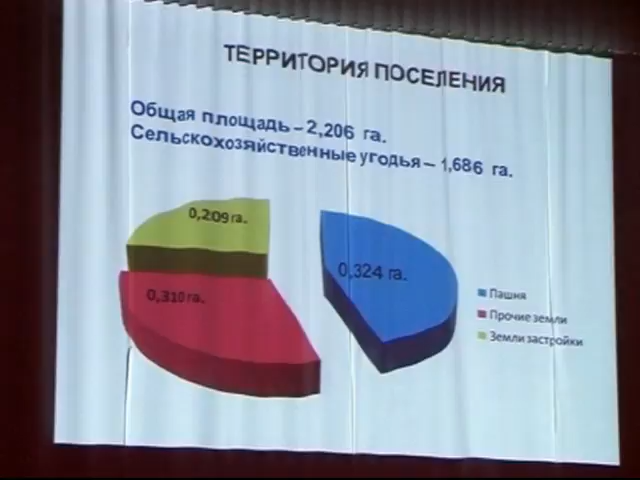 ТЕРРИТОРИЯ ПОСЕЛЕНИЯ
Общая площадь – 2,206 га.
Сельскохозяйственные угодья – 1,686 га.
0,209 га.
0,324 га.
0,310 га.
Пашня
Прочие земли
Земли застройки